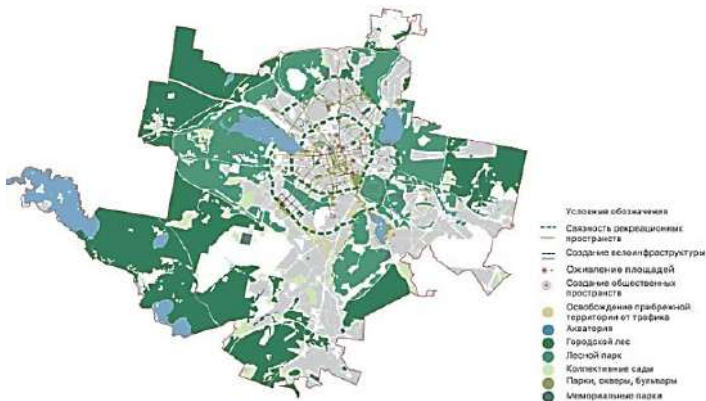 Условные обозначения
Связность рекреационных
пространств
Создание велоинфраструктуры
Оживление площадей
Создание общественных
пространств
Освобождение прибрежной
территории от трафика
Акватория
Городской лес
Лесной парк
Коллективные сады
Парки, скверы, бульвары
Мемориальные парки